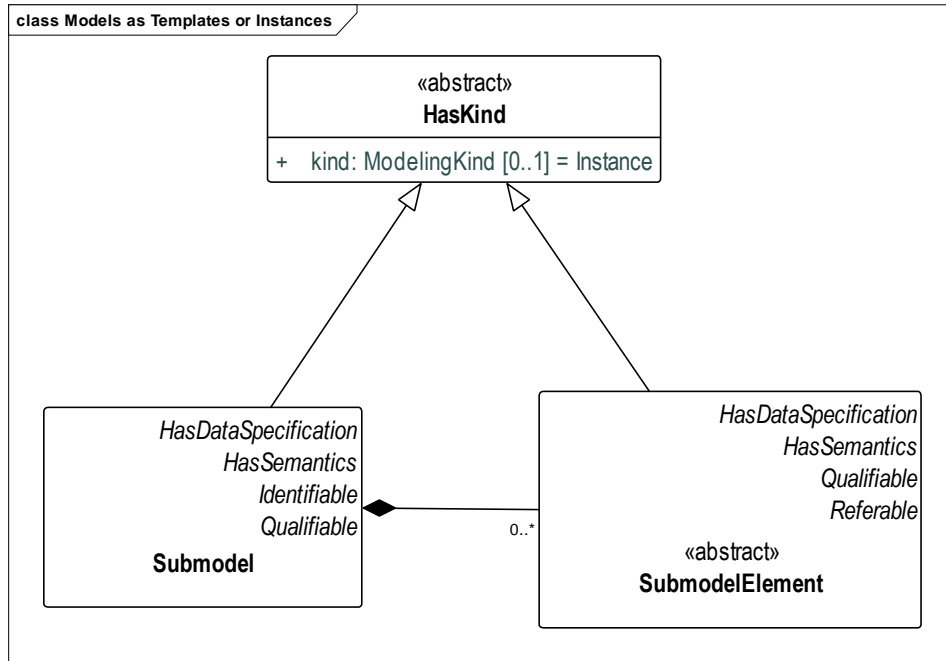 class Models as Templates or Instances
«abstract»
HasKind
+ kind: ModelingKind [0..1] = Instance
HasDataSpecification
HasSemantics
Identifiable
Qualifiable
Submodel
0..*
HasDataSpecification
HasSemantics
Qualifiable
Referable
«abstract»
SubmodelElement